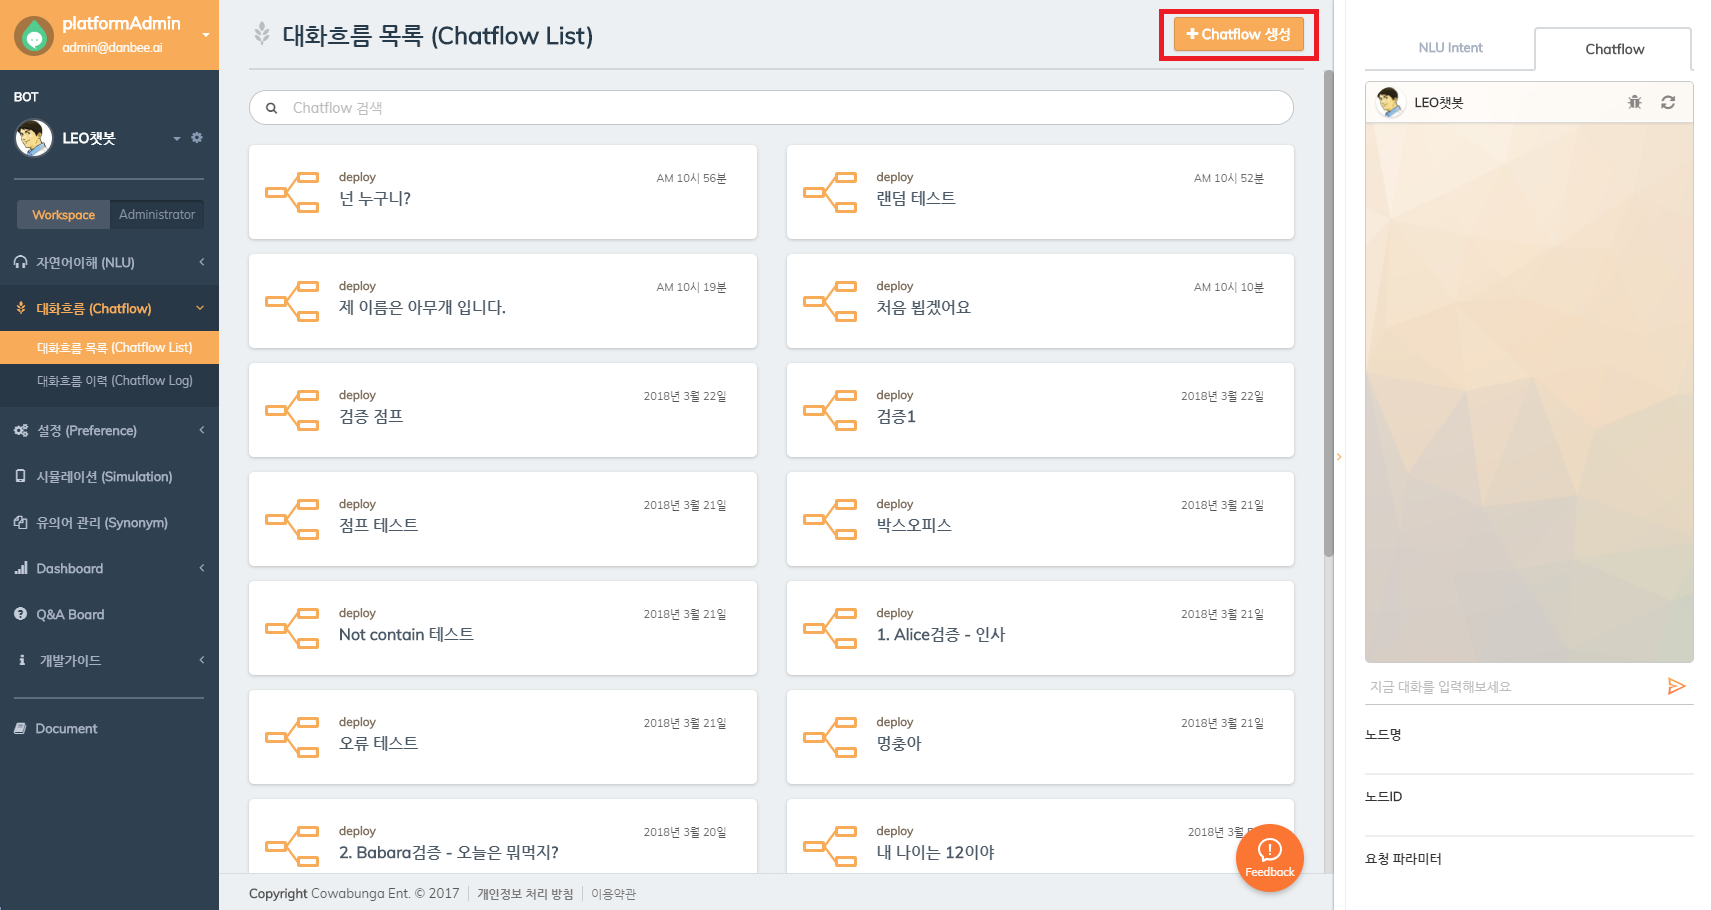 platformAdmin
admin@danbee.ai
BOT
LEO챗봇
Workspace
Administrator
자연어이해 (NLU)
대화흐름 (Chatflow)
대화흐름 목록 (Chatflow List)
대화흐름 이력 (Chatflow Log)
설정 (Preference)
시뮬레이션 (Simulation)
유의어 관리 (Synonym)
Dashboard
Q&A Board
개발가이드
Document
대화흐름 목록 (Chatflow List)
Chatflow 생성
Chatflow 검색
deploy
AM 10시 56분
넌 누구니?
deploy
AM 10시 52분
랜덤 테스트
deploy
AM 10시 19분
제 이름은 아무개 입니다.
deploy
AM 10시 10분
처음 뵙겠어요
deploy
2018년 3월 22일
검증 점프
deploy
2018년 3월 22일
검증1
deploy
2018년 3월 21일
점프 테스트
deploy
2018년 3월 21일
박스오피스
deploy
2018년 3월 21일
Not contain 테스트
deploy
2018년 3월 21일
1. Alice검증 - 인사
deploy
2018년 3월 21일
오류 테스트
deploy
2018년 3월 21일
멍충아
deploy
2018년 3월 20일
2. Babara검증 - 오늘은 뭐먹지?
deploy
2018년 3월
내 나이는 12이야
Feedback
Copyright Cowabunga Ent. © 2017
개인정보 처리 방침
이용약관
NLU Intent
Chatflow
LEO챗봇
지금 대화를 입력해보세요
노드명
노드ID
요청 파라미터